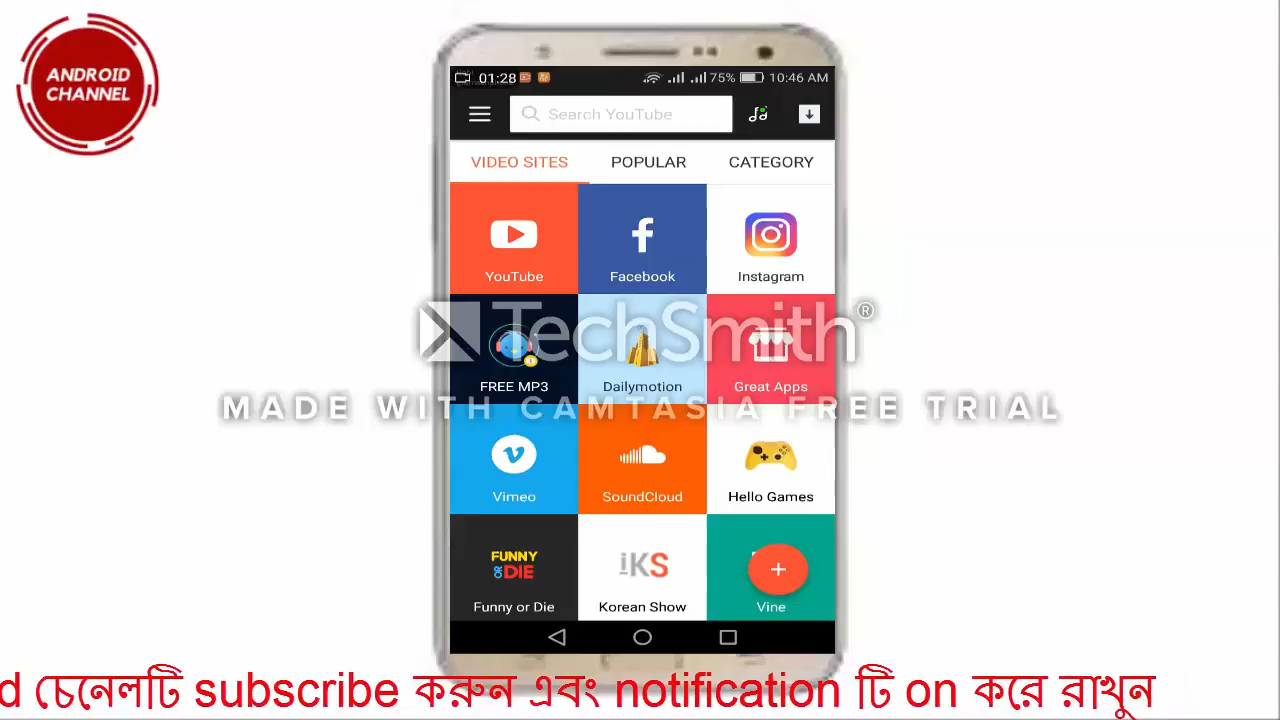 ANDROID
CHANNEL
01:28
75%
10:46 AM
Search YouTube
VIDEO SITES
POPULAR
CATEGORY
YouTube
Facebook
Instagram
FREE MP3
Dailymotion
Great Apps
TechSmith®
MADE WITH CAMTASIA FREE TRIAL
Vimeo
SoundCloud
Hello Games
FUNNY
OR DIE
iKS
Funny or Die
Korean Show
Vine
d চেনেলটি subscribe করুন এবং notification টি on করে রাখুন